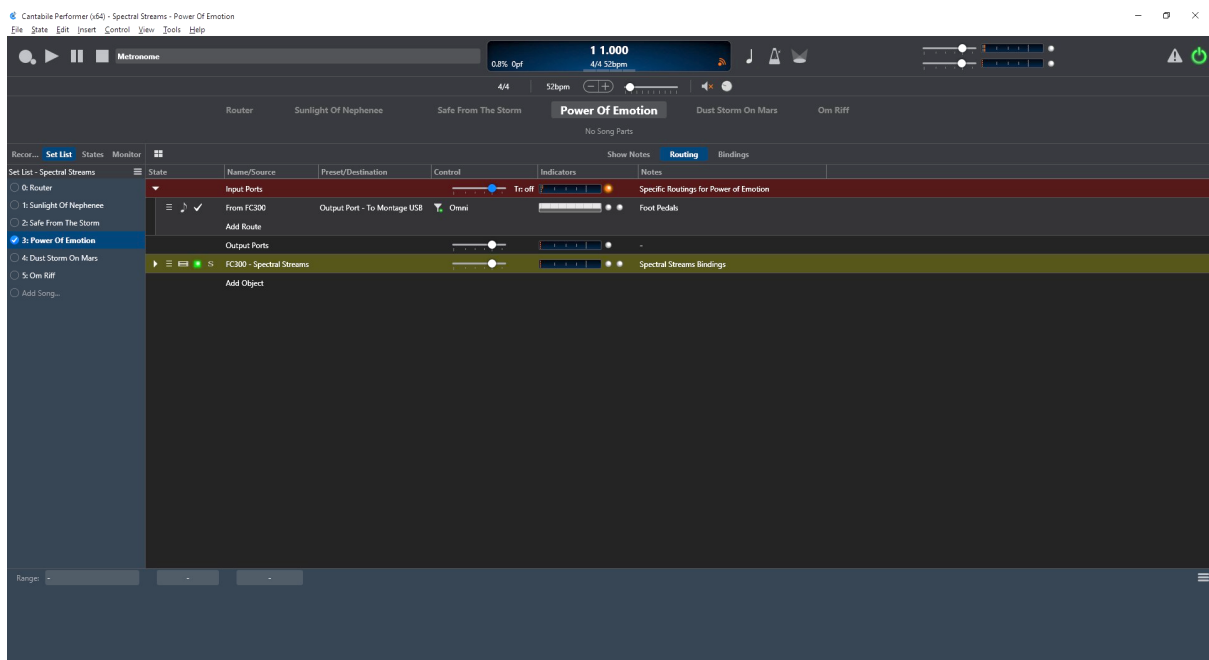 Cantabile Performer (x64) - Spectral Streams - Power Of Emotion
File State Edit Insert Control View Tools Help
Metronome
1 1.000
0.8% 0pf 4/4 52bpm
4/4 52bpm
Router Sunlight Of Nephenee Safe From The Storm Power Of Emotion Dust Storm On Mars Om Riff
No Song Parts
Recor... Set List States Monitor Show Notes Routing Bindings
Set List - Spectral Streams State Name/Source Preset/Destination Control Indicators Notes
0: Router Input Ports Tr: off Specific Routings for Power of Emotion
1: Sunlight Of Nephenee From FC300 Output Port - To Montage USB Omni Foot Pedals
2: Safe From The Storm Add Route
3: Power Of Emotion Output Ports -
4: Dust Storm On Mars S FC300 - Spectral Streams Spectral Streams Bindings
5: Om Riff Add Object
Add Song...
Range: - - -